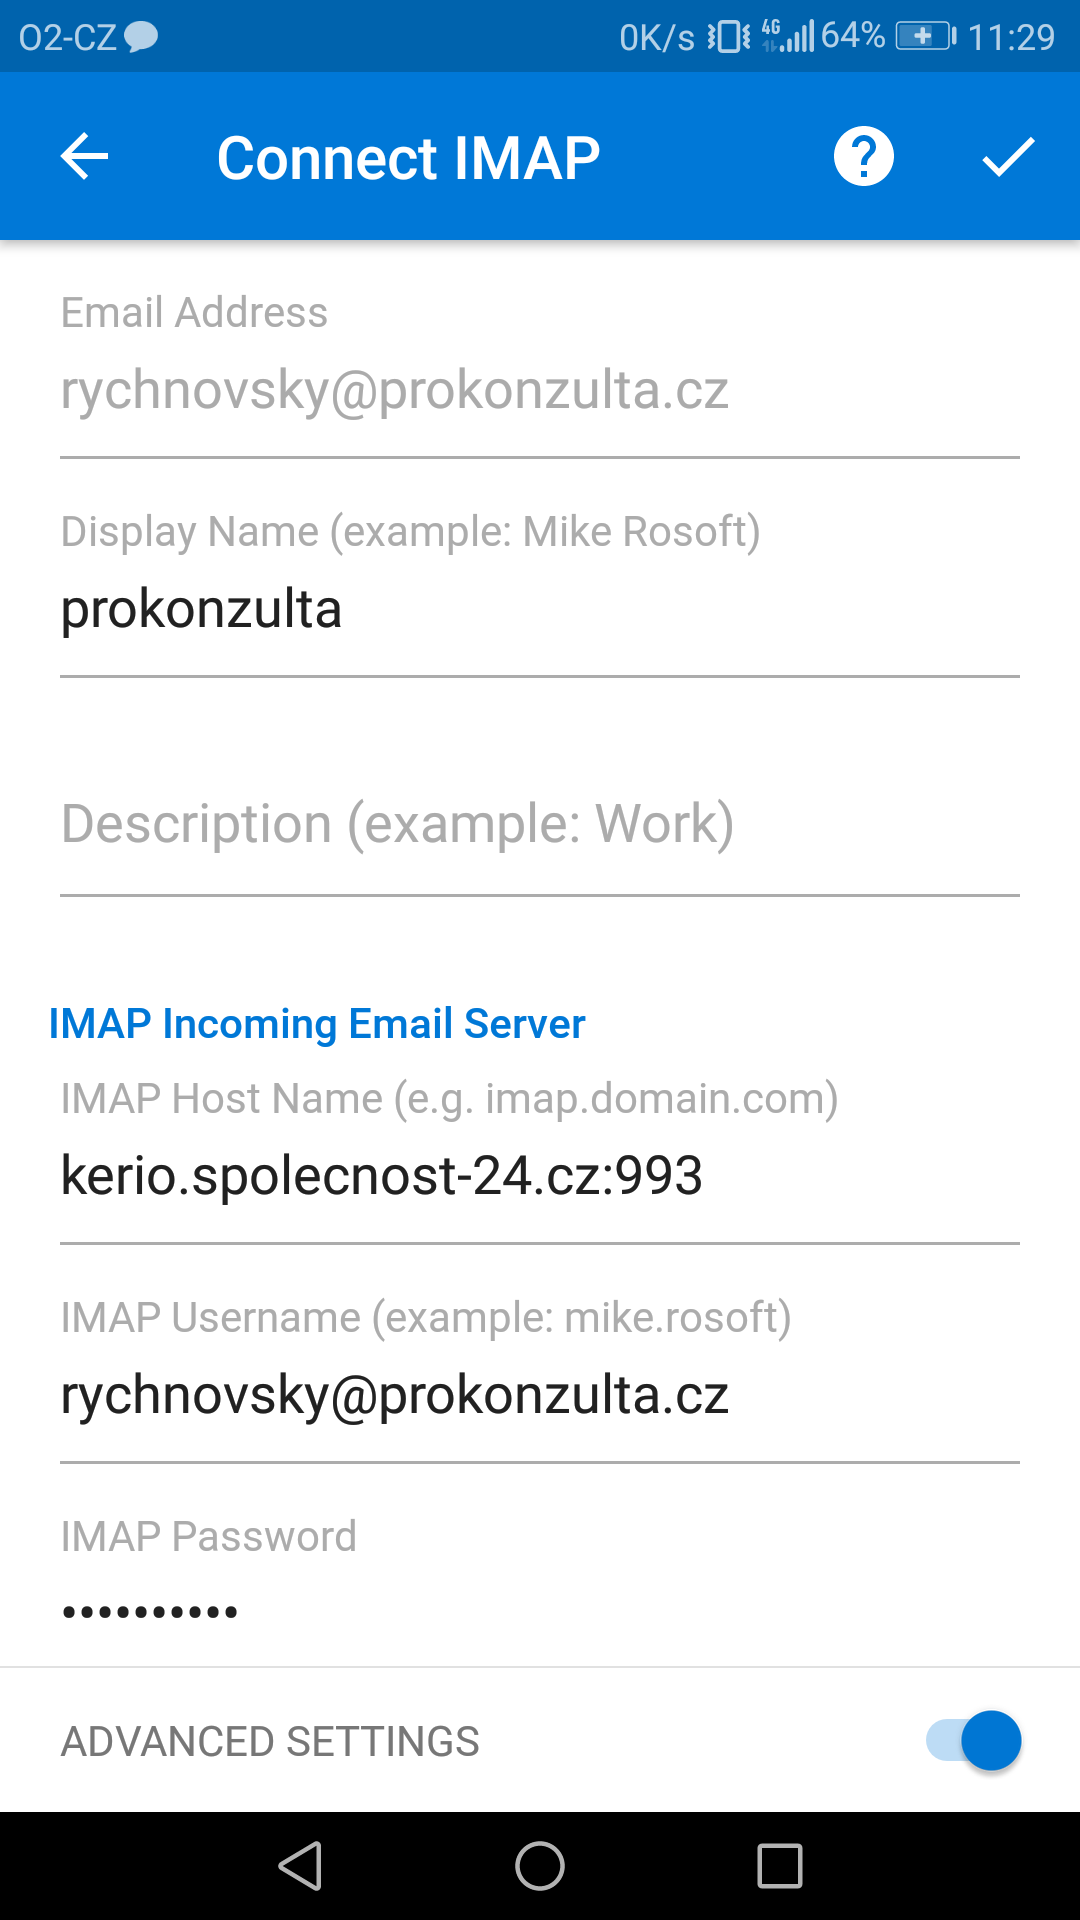 O2-CZ 0K/s 4G 64% 11:29
Connect IMAP
Email Address
rychnovsky@prokonzulta.cz
Display Name (example: Mike Rosoft)
prokonzulta
Description (example: Work)
IMAP Incoming Email Server
IMAP Host Name (e.g. imap.domain.com)
kerio.spolecnost-24.cz:993
IMAP Username (example: mike.rosoft)
rychnovsky@prokonzulta.cz
IMAP Password
••••••••••
ADVANCED SETTINGS